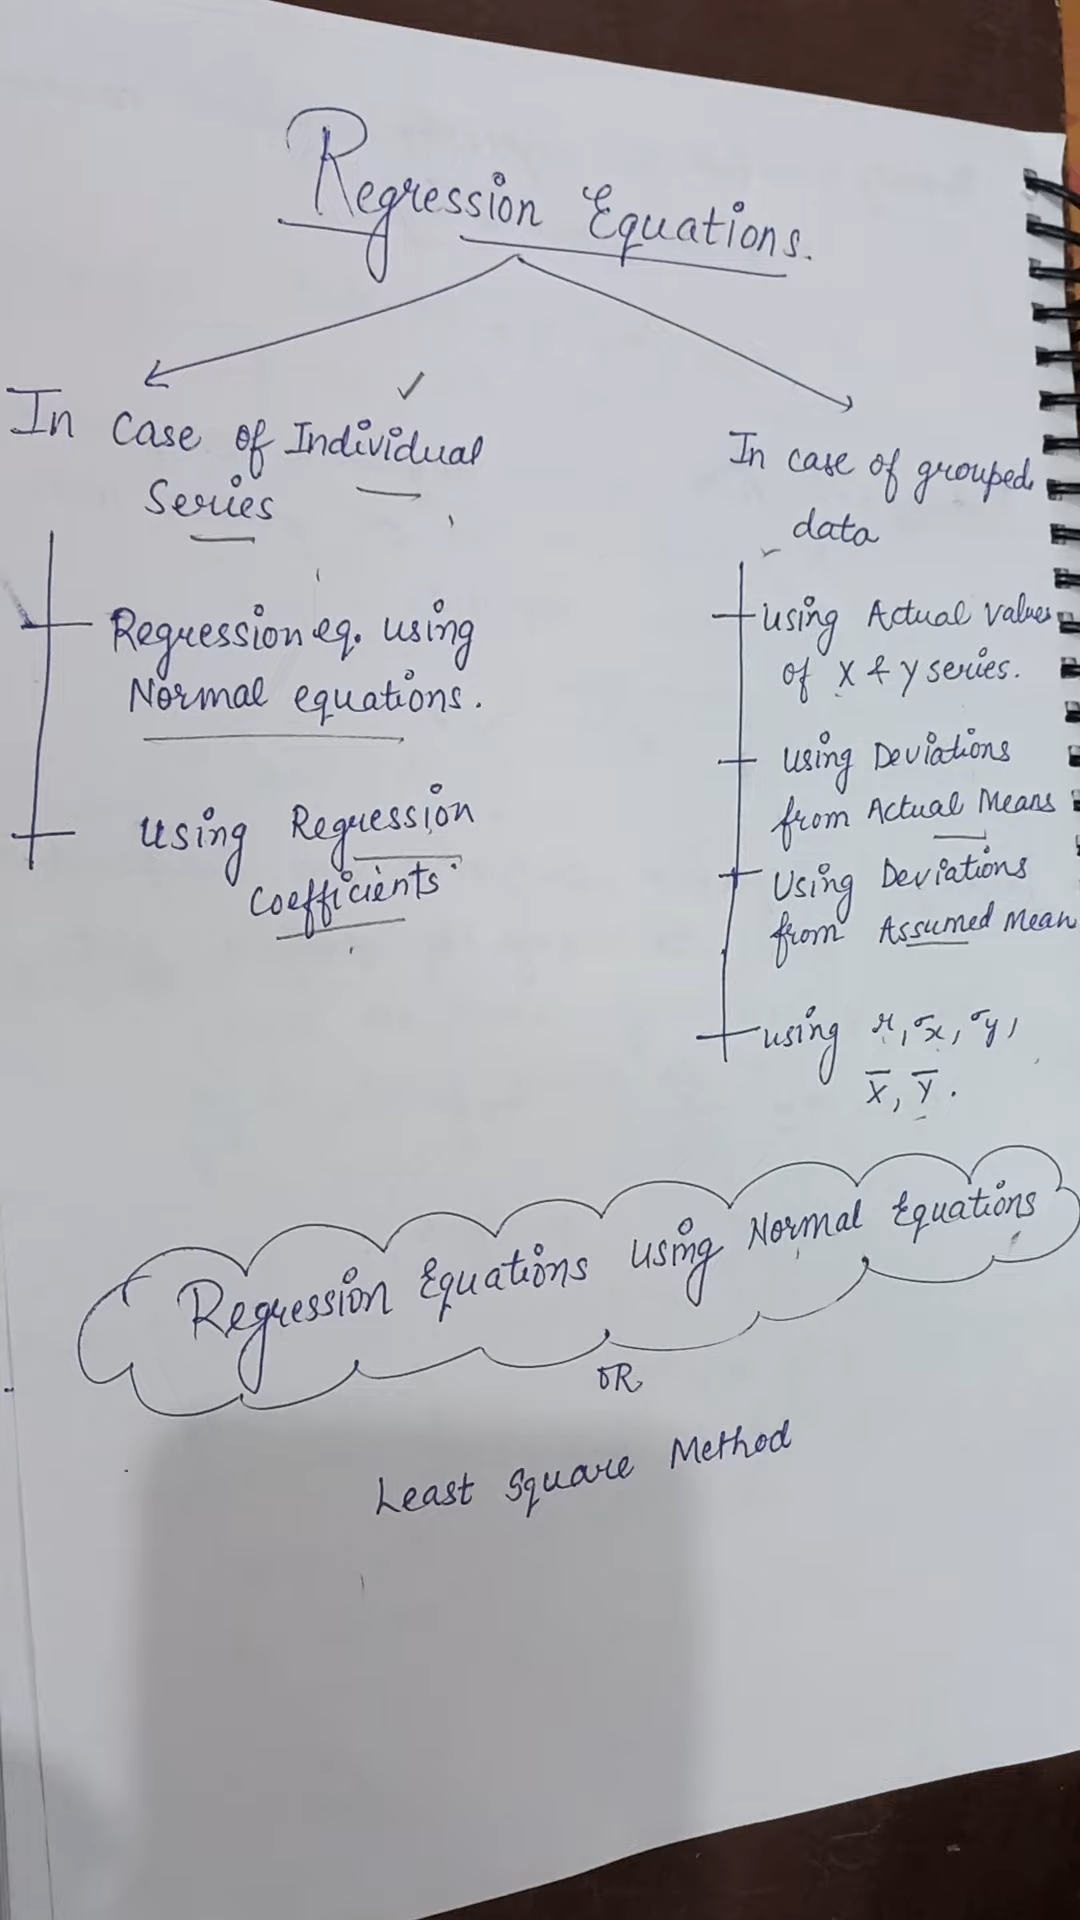 Regression Equations.
In Case of Individual
Series
Regression eq. using
Normal equations.
using Regression
Coefficients.
In case of grouped
data
using Actual values
of X & Y series.
using Deviations
from Actual Means
Using Deviations
from Assumed Mean
using r, σx, σy,
X̅, Y̅.
Regression Equations using Normal Equations
OR
Least Square Method